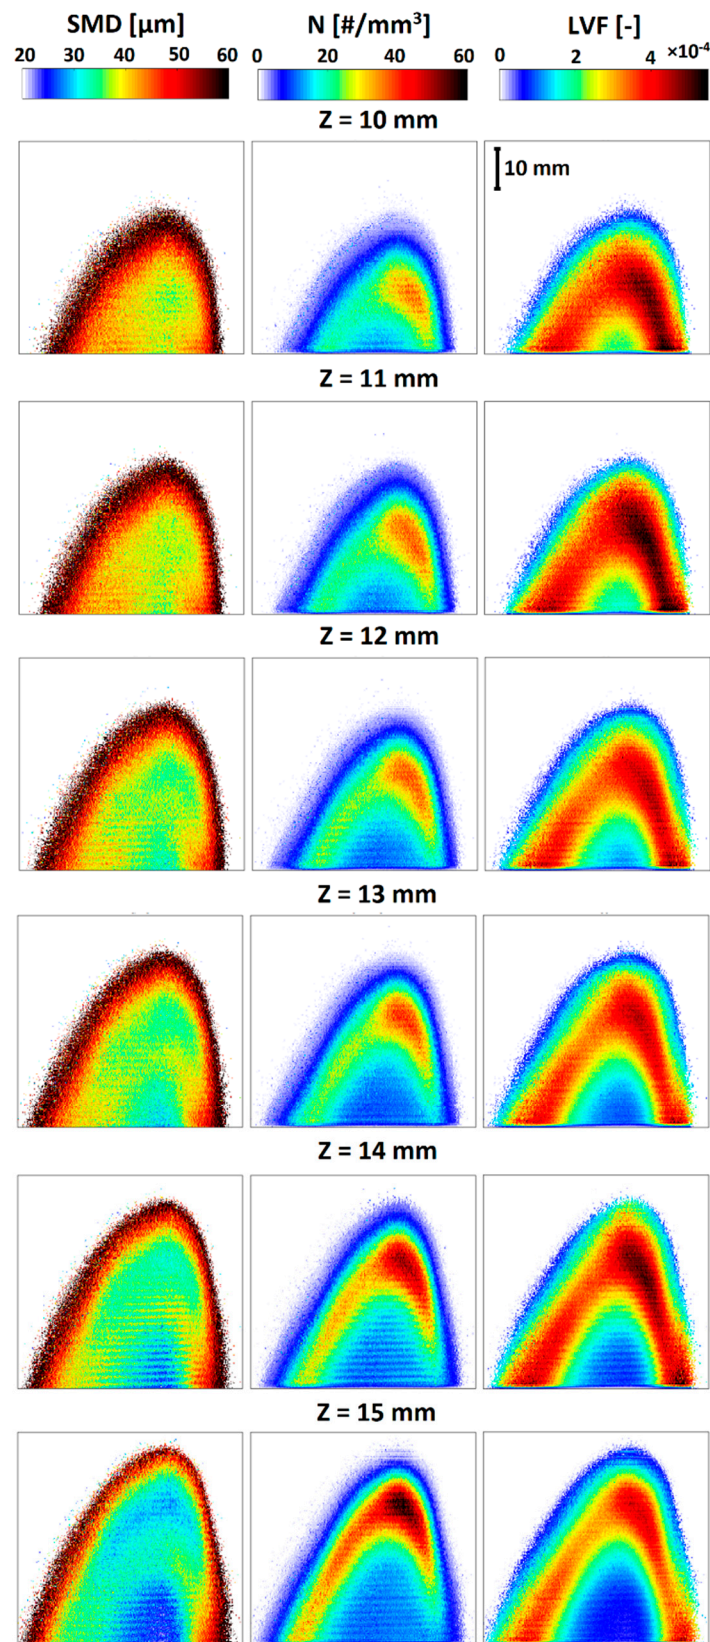 SMD [µm] N [#/mm³] LVF [-]
20 30 40 50 60 0 20 40 60 0 2 4 ×10⁻⁴
Z = 10 mm
10 mm
Z = 11 mm
Z = 12 mm
Z = 13 mm
Z = 14 mm
Z = 15 mm